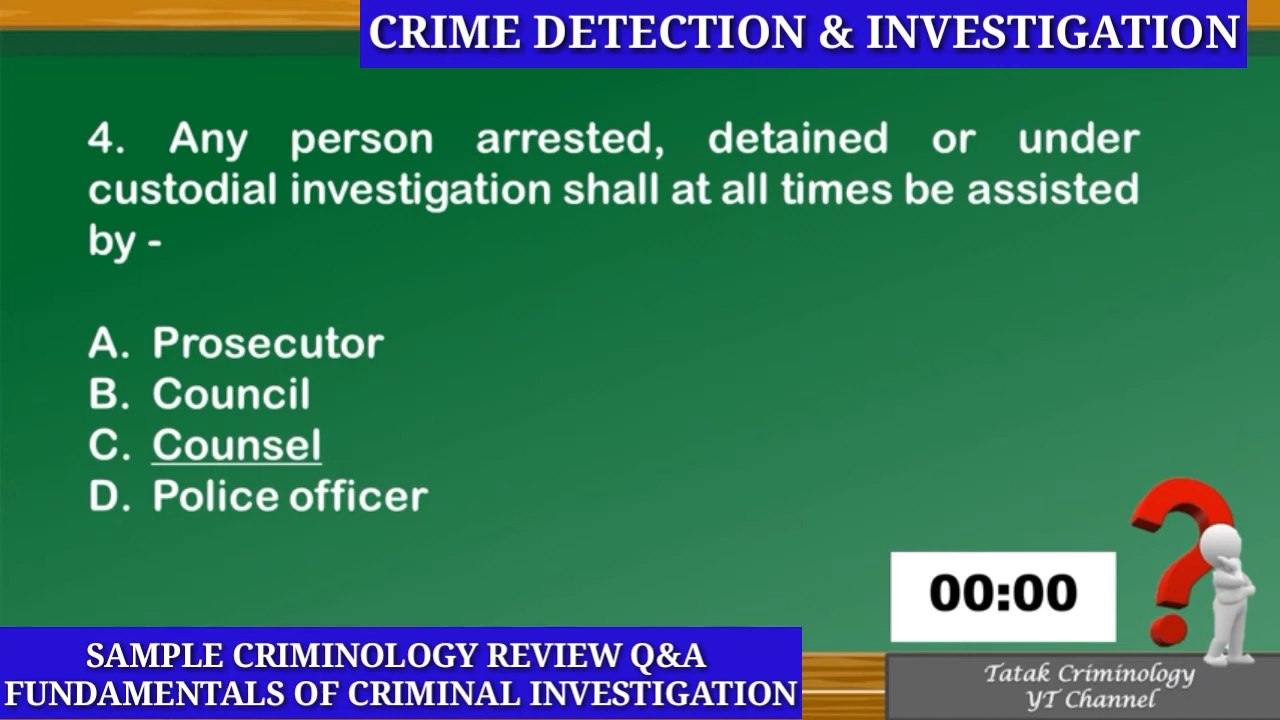 CRIME DETECTION & INVESTIGATION
4. Any person arrested, detained or under
custodial investigation shall at all times be assisted
by -
A. Prosecutor
B. Council
C. Counsel
D. Police officer
00:00
SAMPLE CRIMINOLOGY REVIEW Q&A
FUNDAMENTALS OF CRIMINAL INVESTIGATION
Tatak Criminology
YT Channel